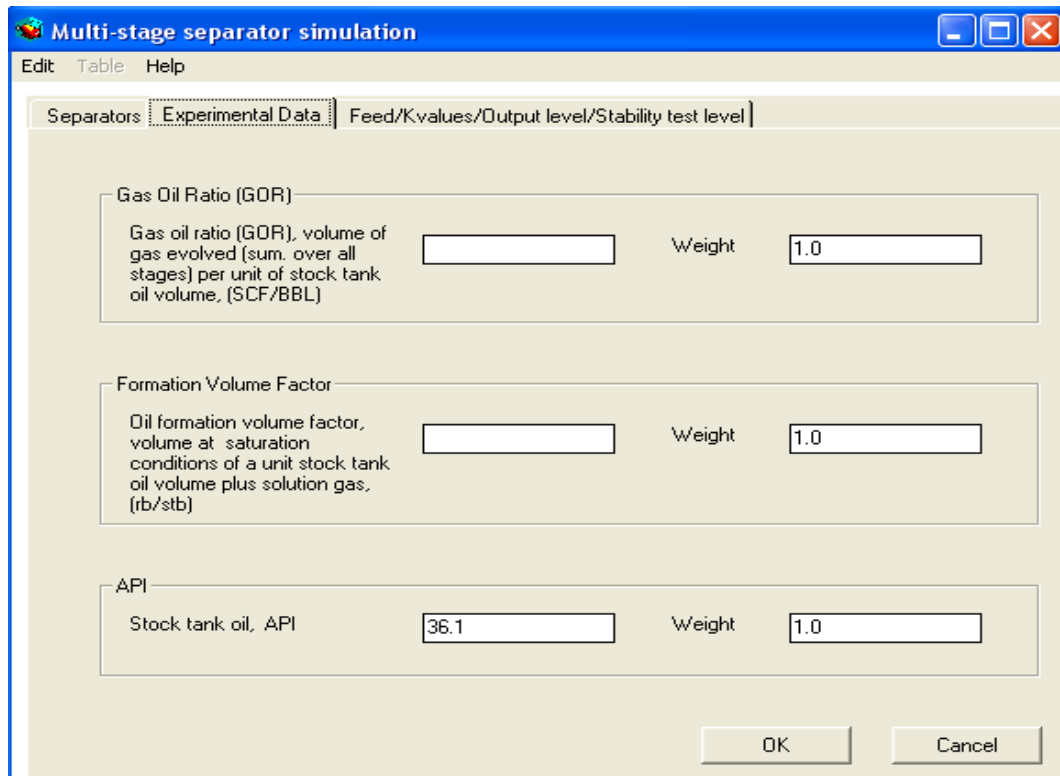 Multi-stage separator simulation
Edit Table Help
Separators Experimental Data Feed/Kvalues/Output level/Stability test level
Gas Oil Ratio (GOR)
Gas oil ratio (GOR), volume of
gas evolved (sum. over all
stages) per unit of stock tank
oil volume, (SCF/BBL)
Weight 1.0
Formation Volume Factor
Oil formation volume factor,
volume at saturation
conditions of a unit stock tank
oil volume plus solution gas,
(rb/stb)
Weight 1.0
API
Stock tank oil, API 36.1 Weight 1.0
OK Cancel